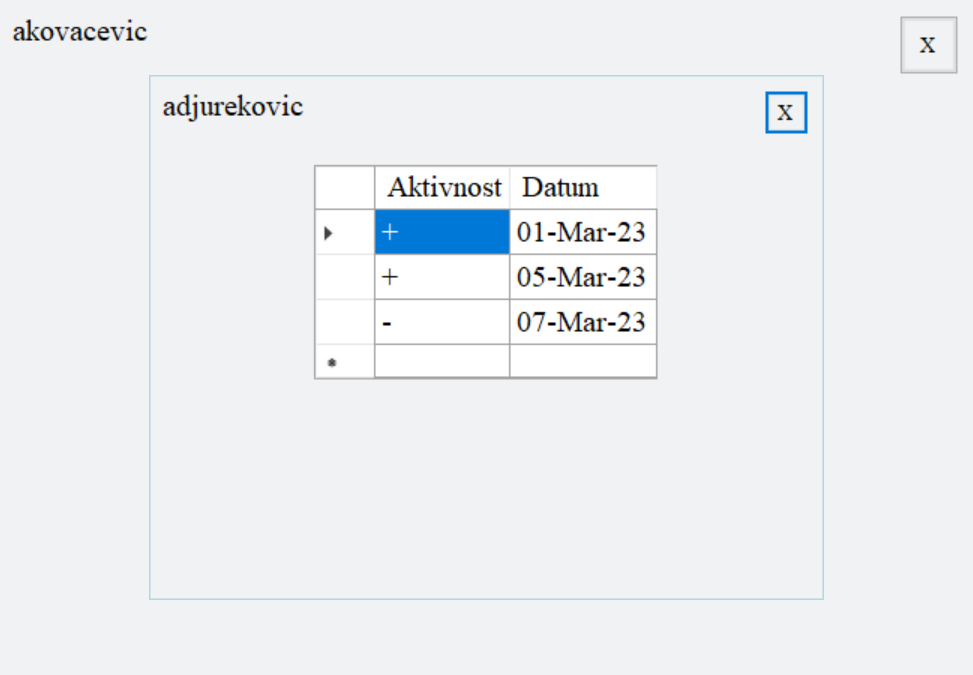 akovacevic
X
adjurekovic
X
Aktivnost Datum
+ 01-Mar-23
+ 05-Mar-23
- 07-Mar-23